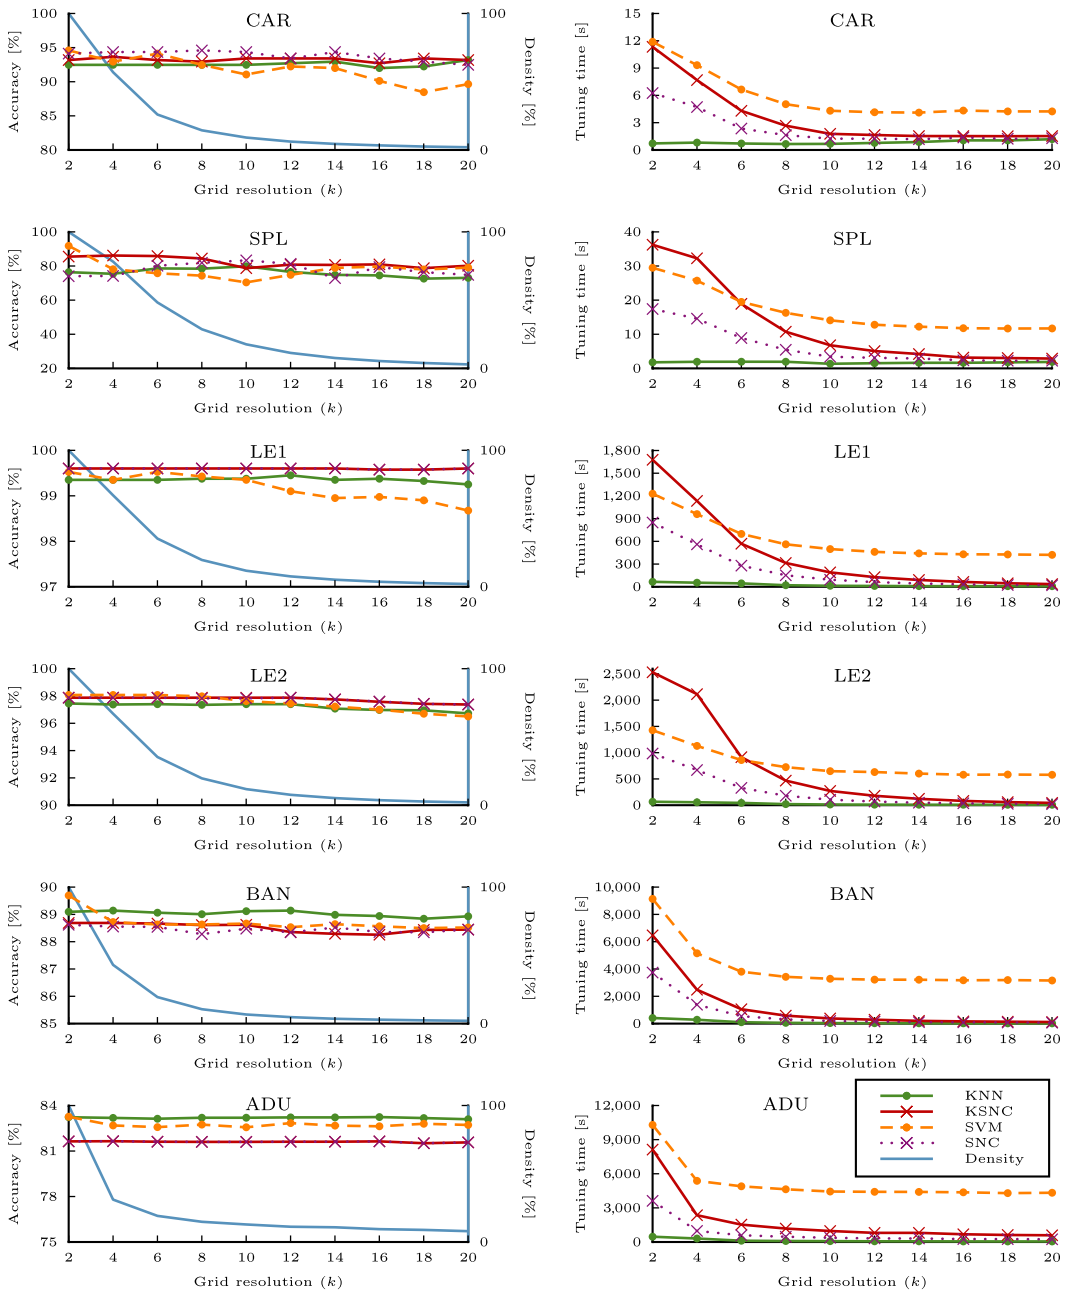 CAR
Accuracy [%]
100
95
90
85
80
Density [%]
100
0
2 4 6 8 10 12 14 16 18 20
Grid resolution (k)
CAR
Tuning time [s]
15
12
9
6
3
0
2 4 6 8 10 12 14 16 18 20
Grid resolution (k)
SPL
Accuracy [%]
100
80
60
40
20
Density [%]
100
0
2 4 6 8 10 12 14 16 18 20
Grid resolution (k)
SPL
Tuning time [s]
40
30
20
10
0
2 4 6 8 10 12 14 16 18 20
Grid resolution (k)
LE1
Accuracy [%]
100
99
98
97
Density [%]
100
0
2 4 6 8 10 12 14 16 18 20
Grid resolution (k)
LE1
Tuning time [s]
1,800
1,500
1,200
900
600
300
0
2 4 6 8 10 12 14 16 18 20
Grid resolution (k)
LE2
Accuracy [%]
100
98
96
94
92
90
Density [%]
100
0
2 4 6 8 10 12 14 16 18 20
Grid resolution (k)
LE2
Tuning time [s]
2,500
2,000
1,500
1,000
500
0
2 4 6 8 10 12 14 16 18 20
Grid resolution (k)
BAN
Accuracy [%]
90
89
88
87
86
85
Density [%]
100
0
2 4 6 8 10 12 14 16 18 20
Grid resolution (k)
BAN
Tuning time [s]
10,000
8,000
6,000
4,000
2,000
0
2 4 6 8 10 12 14 16 18 20
Grid resolution (k)
ADU
Accuracy [%]
84
81
78
75
Density [%]
100
0
2 4 6 8 10 12 14 16 18 20
Grid resolution (k)
ADU
Tuning time [s]
12,000
9,000
6,000
3,000
0
2 4 6 8 10 12 14 16 18 20
Grid resolution (k)
KNN
KSNC
SVM
SNC
Density